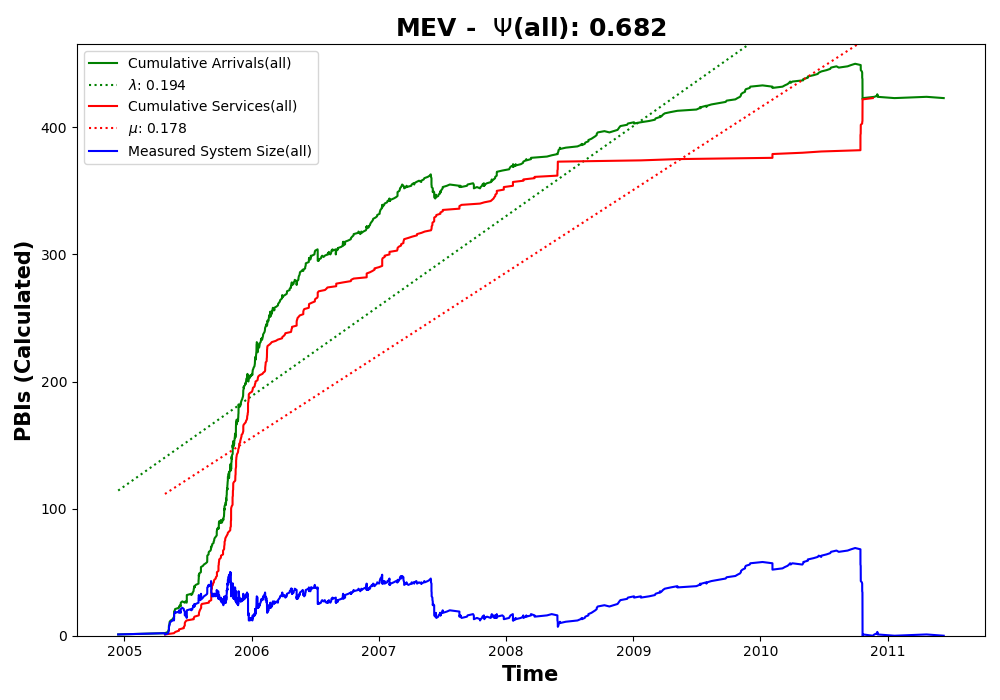 MEV - Ψ(all): 0.682
Cumulative Arrivals(all)
λ: 0.194
Cumulative Services(all)
μ: 0.178
Measured System Size(all)
PBIs (Calculated)
400
300
200
100
0
2005 2006 2007 2008 2009 2010 2011
Time